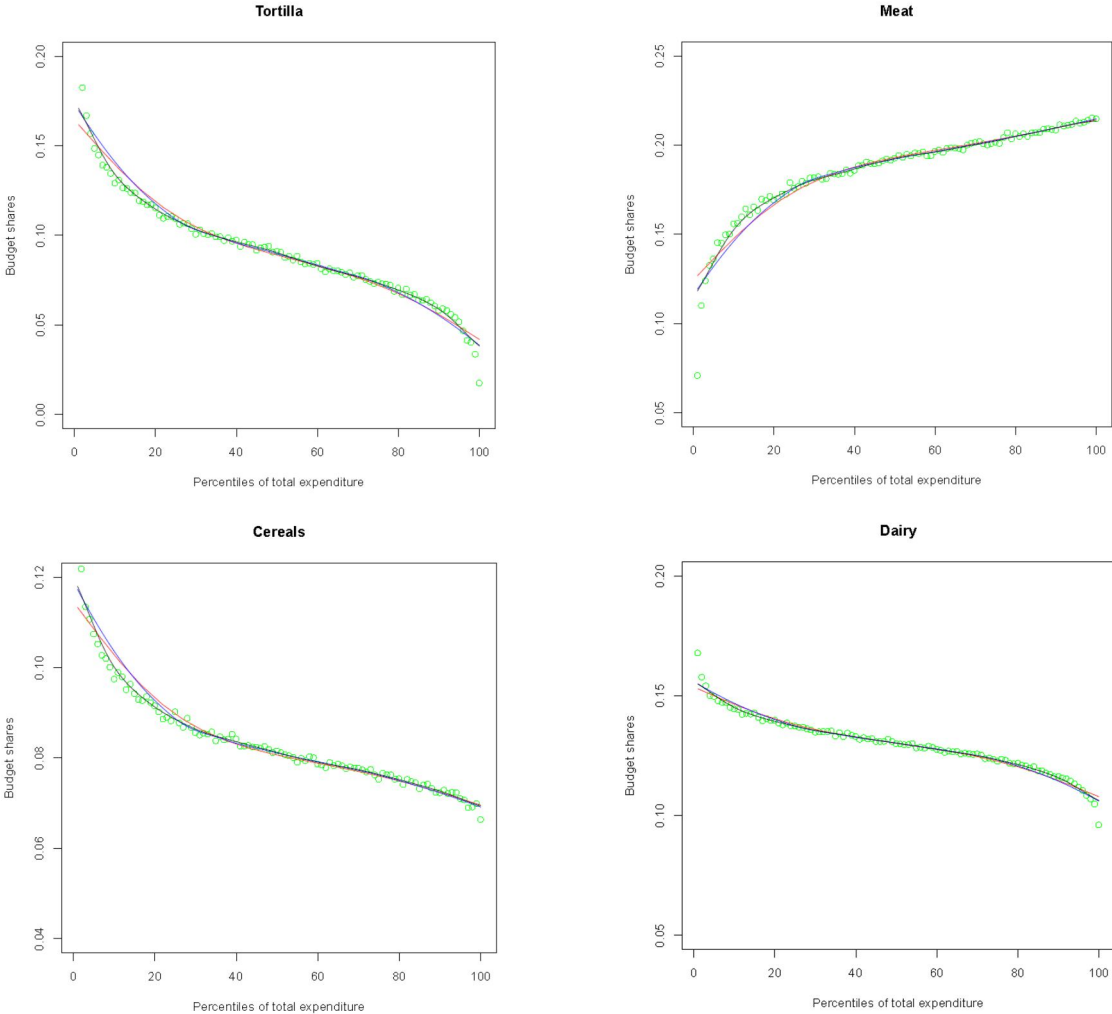 Tortilla
Budget shares
0.20
0.15
0.10
0.05
0.00
0 20 40 60 80 100
Percentiles of total expenditure
Meat
Budget shares
0.25
0.20
0.15
0.10
0.05
0 20 40 60 80 100
Percentiles of total expenditure
Cereals
Budget shares
0.12
0.10
0.08
0.06
0.04
0 20 40 60 80 100
Percentiles of total expenditure
Dairy
Budget shares
0.20
0.15
0.10
0.05
0 20 40 60 80 100
Percentiles of total expenditure